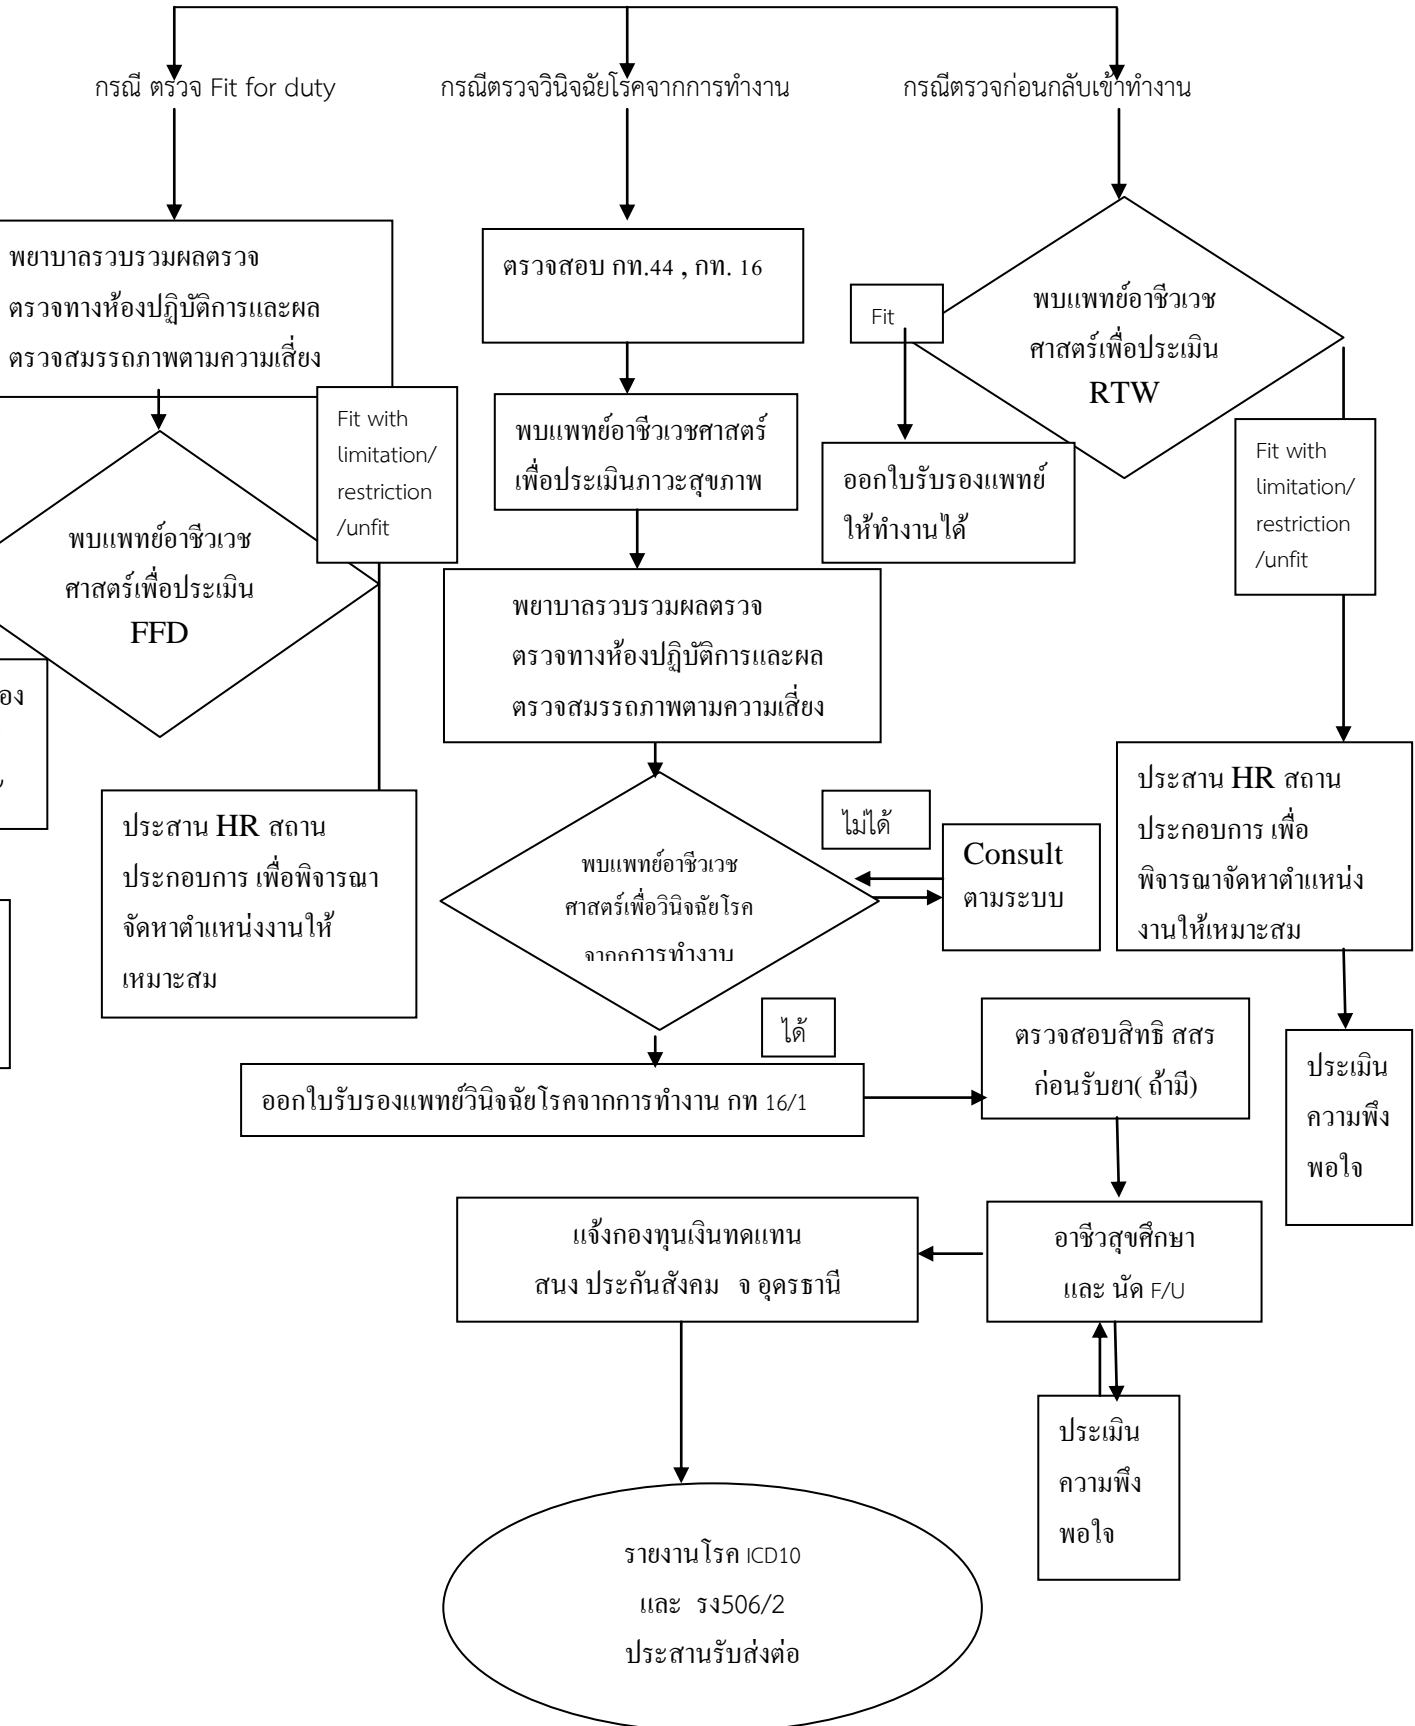 กรณี ตรวจ Fit for duty
กรณีตรวจวินิจฉัยโรคจากการทำงาน
กรณีตรวจก่อนกลับเข้าทำงาน
พยาบาลรวบรวมผลตรวจ
ตรวจทางห้องปฏิบัติการและผล
ตรวจสมรรถภาพตามความเสี่ยง
ตรวจสอบ กท.44 , กท. 16
Fit
พบแพทย์อาชีวเวช
ศาสตร์เพื่อประเมิน
RTW
Fit with
limitation/
restriction
/unfit
พบแพทย์อาชีวเวชศาสตร์
เพื่อประเมินภาวะสุขภาพ
ออกใบรับรองแพทย์
ให้ทำงานได้
Fit with
limitation/
restriction
/unfit
พบแพทย์อาชีวเวช
ศาสตร์เพื่อประเมิน
FFD
พยาบาลรวบรวมผลตรวจ
ตรวจทางห้องปฏิบัติการและผล
ตรวจสมรรถภาพตามความเสี่ยง
อง
ประสาน HR สถาน
ประกอบการ เพื่อพิจารณา
จัดหาตำแหน่งงานให้
เหมาะสม
พบแพทย์อาชีวเวช
ศาสตร์เพื่อวินิจฉัยโรค
จากกการทำงาน
ไม่ได้
Consult
ตามระบบ
ประสาน HR สถาน
ประกอบการ เพื่อ
พิจารณาจัดหาตำแหน่ง
งานให้เหมาะสม
ได้
ออกใบรับรองแพทย์วินิจฉัยโรคจากการทำงาน กท 16/1
ตรวจสอบสิทธิ สสร
ก่อนรับยา( ถ้ามี)
ประเมิน
ความพึง
พอใจ
แจ้งกองทุนเงินทดแทน
สนง ประกันสังคม จ อุดรธานี
อาชีวสุขศึกษา
และ นัด F/U
ประเมิน
ความพึง
พอใจ
รายงานโรค ICD10
และ รง506/2
ประสานรับส่งต่อ